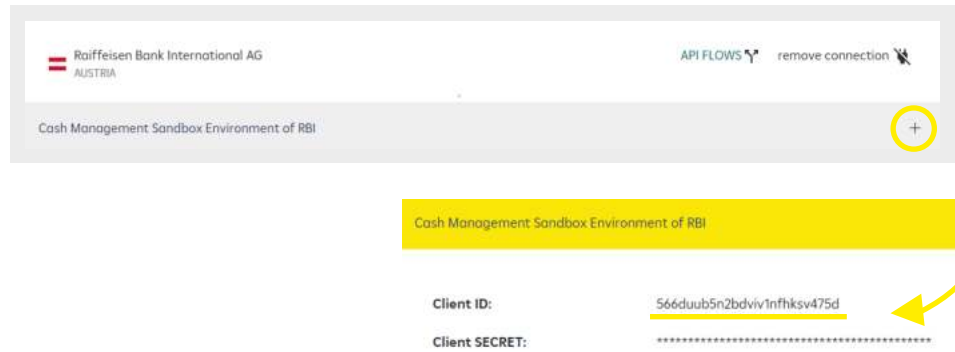 Raiffeisen Bank International AG
API FLOWS remove connection
AUSTRIA
Cash Management Sandbox Environment of RBI +
Cash Management Sandbox Environment of RBI
Client ID: 566duub5n2bdviv1nfhksv475d
Client SECRET: ********************************************